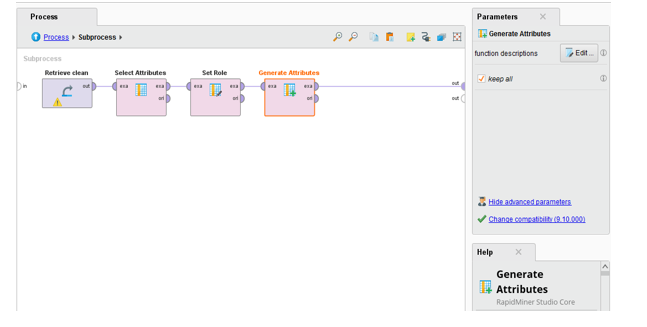 Process
Process ▸ Subprocess ▸
Subprocess
Retrieve clean
Select Attributes
Set Role
Generate Attributes
in
out
exa
exa
ori
exa
exa
ori
exa
exa
ori
out
out
Parameters
Generate Attributes
function descriptions
Edit ...
keep all
Hide advanced parameters
Change compatibility (9.10.000)
Help
Generate
Attributes
RapidMiner Studio Core